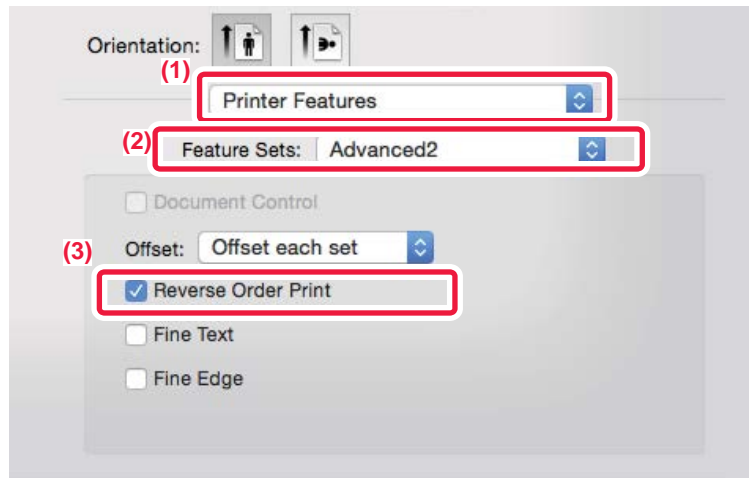 Orientation:
(1)
Printer Features
(2)
Feature Sets: Advanced2
Document Control
(3)
Offset: Offset each set
Reverse Order Print
Fine Text
Fine Edge